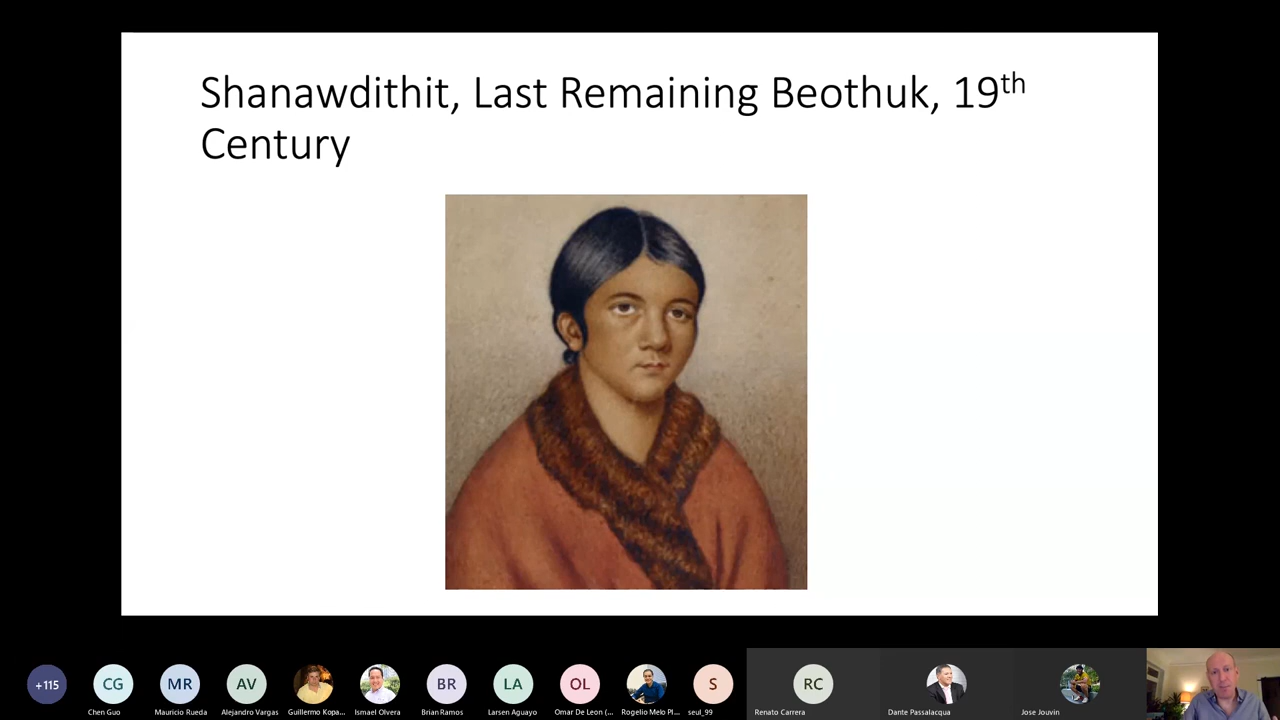 Shanawdithit, Last Remaining Beothuk, 19th
Century
+115
CG
MR
AV
BR
LA
OL
S
RC
Chen Guo
Mauricio Rueda
Alejandro Vargas
Guillermo Kopa...
Ismael Olvera
Brian Ramos
Larsen Aguayo
Omar De Leon (...
Rogelio Melo Pl...
seul_99
Renato Carrera
Dante Passalacqua
Jose Jouvin